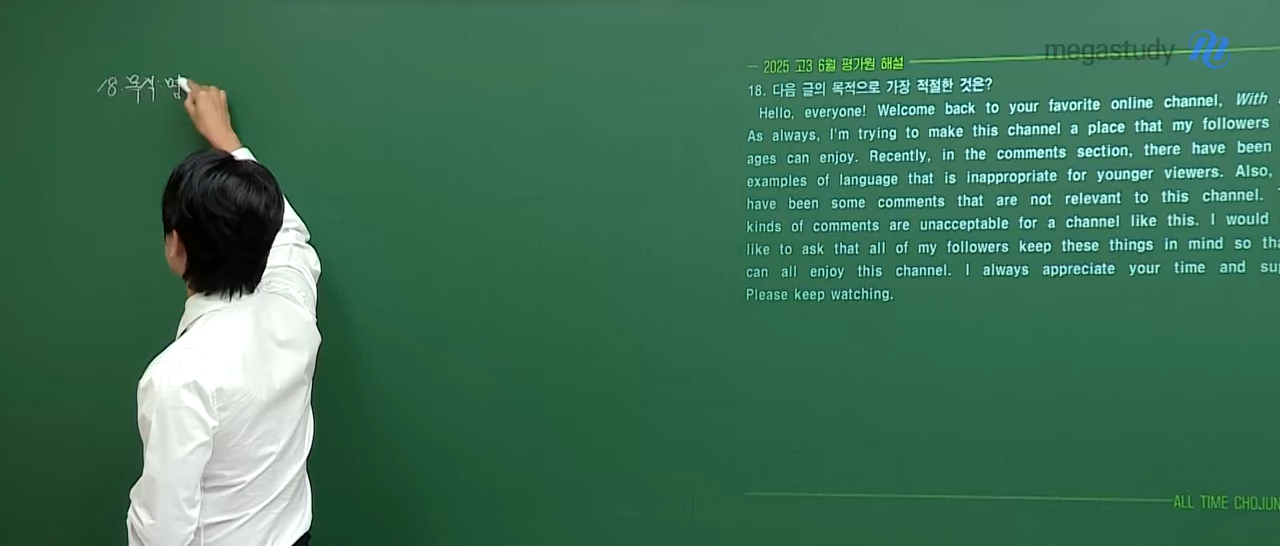 18. 목적. 명
megastudy
2025 고3 6월 평가원 해설
18. 다음 글의 목적으로 가장 적절한 것은?
Hello, everyone! Welcome back to your favorite online channel, With
As always, I'm trying to make this channel a place that my followers
ages can enjoy. Recently, in the comments section, there have been
examples of language that is inappropriate for younger viewers. Also,
have been some comments that are not relevant to this channel.
kinds of comments are unacceptable for a channel like this. I would
like to ask that all of my followers keep these things in mind so tha
can all enjoy this channel. I always appreciate your time and su
Please keep watching.
ALL TIME CHOJUN